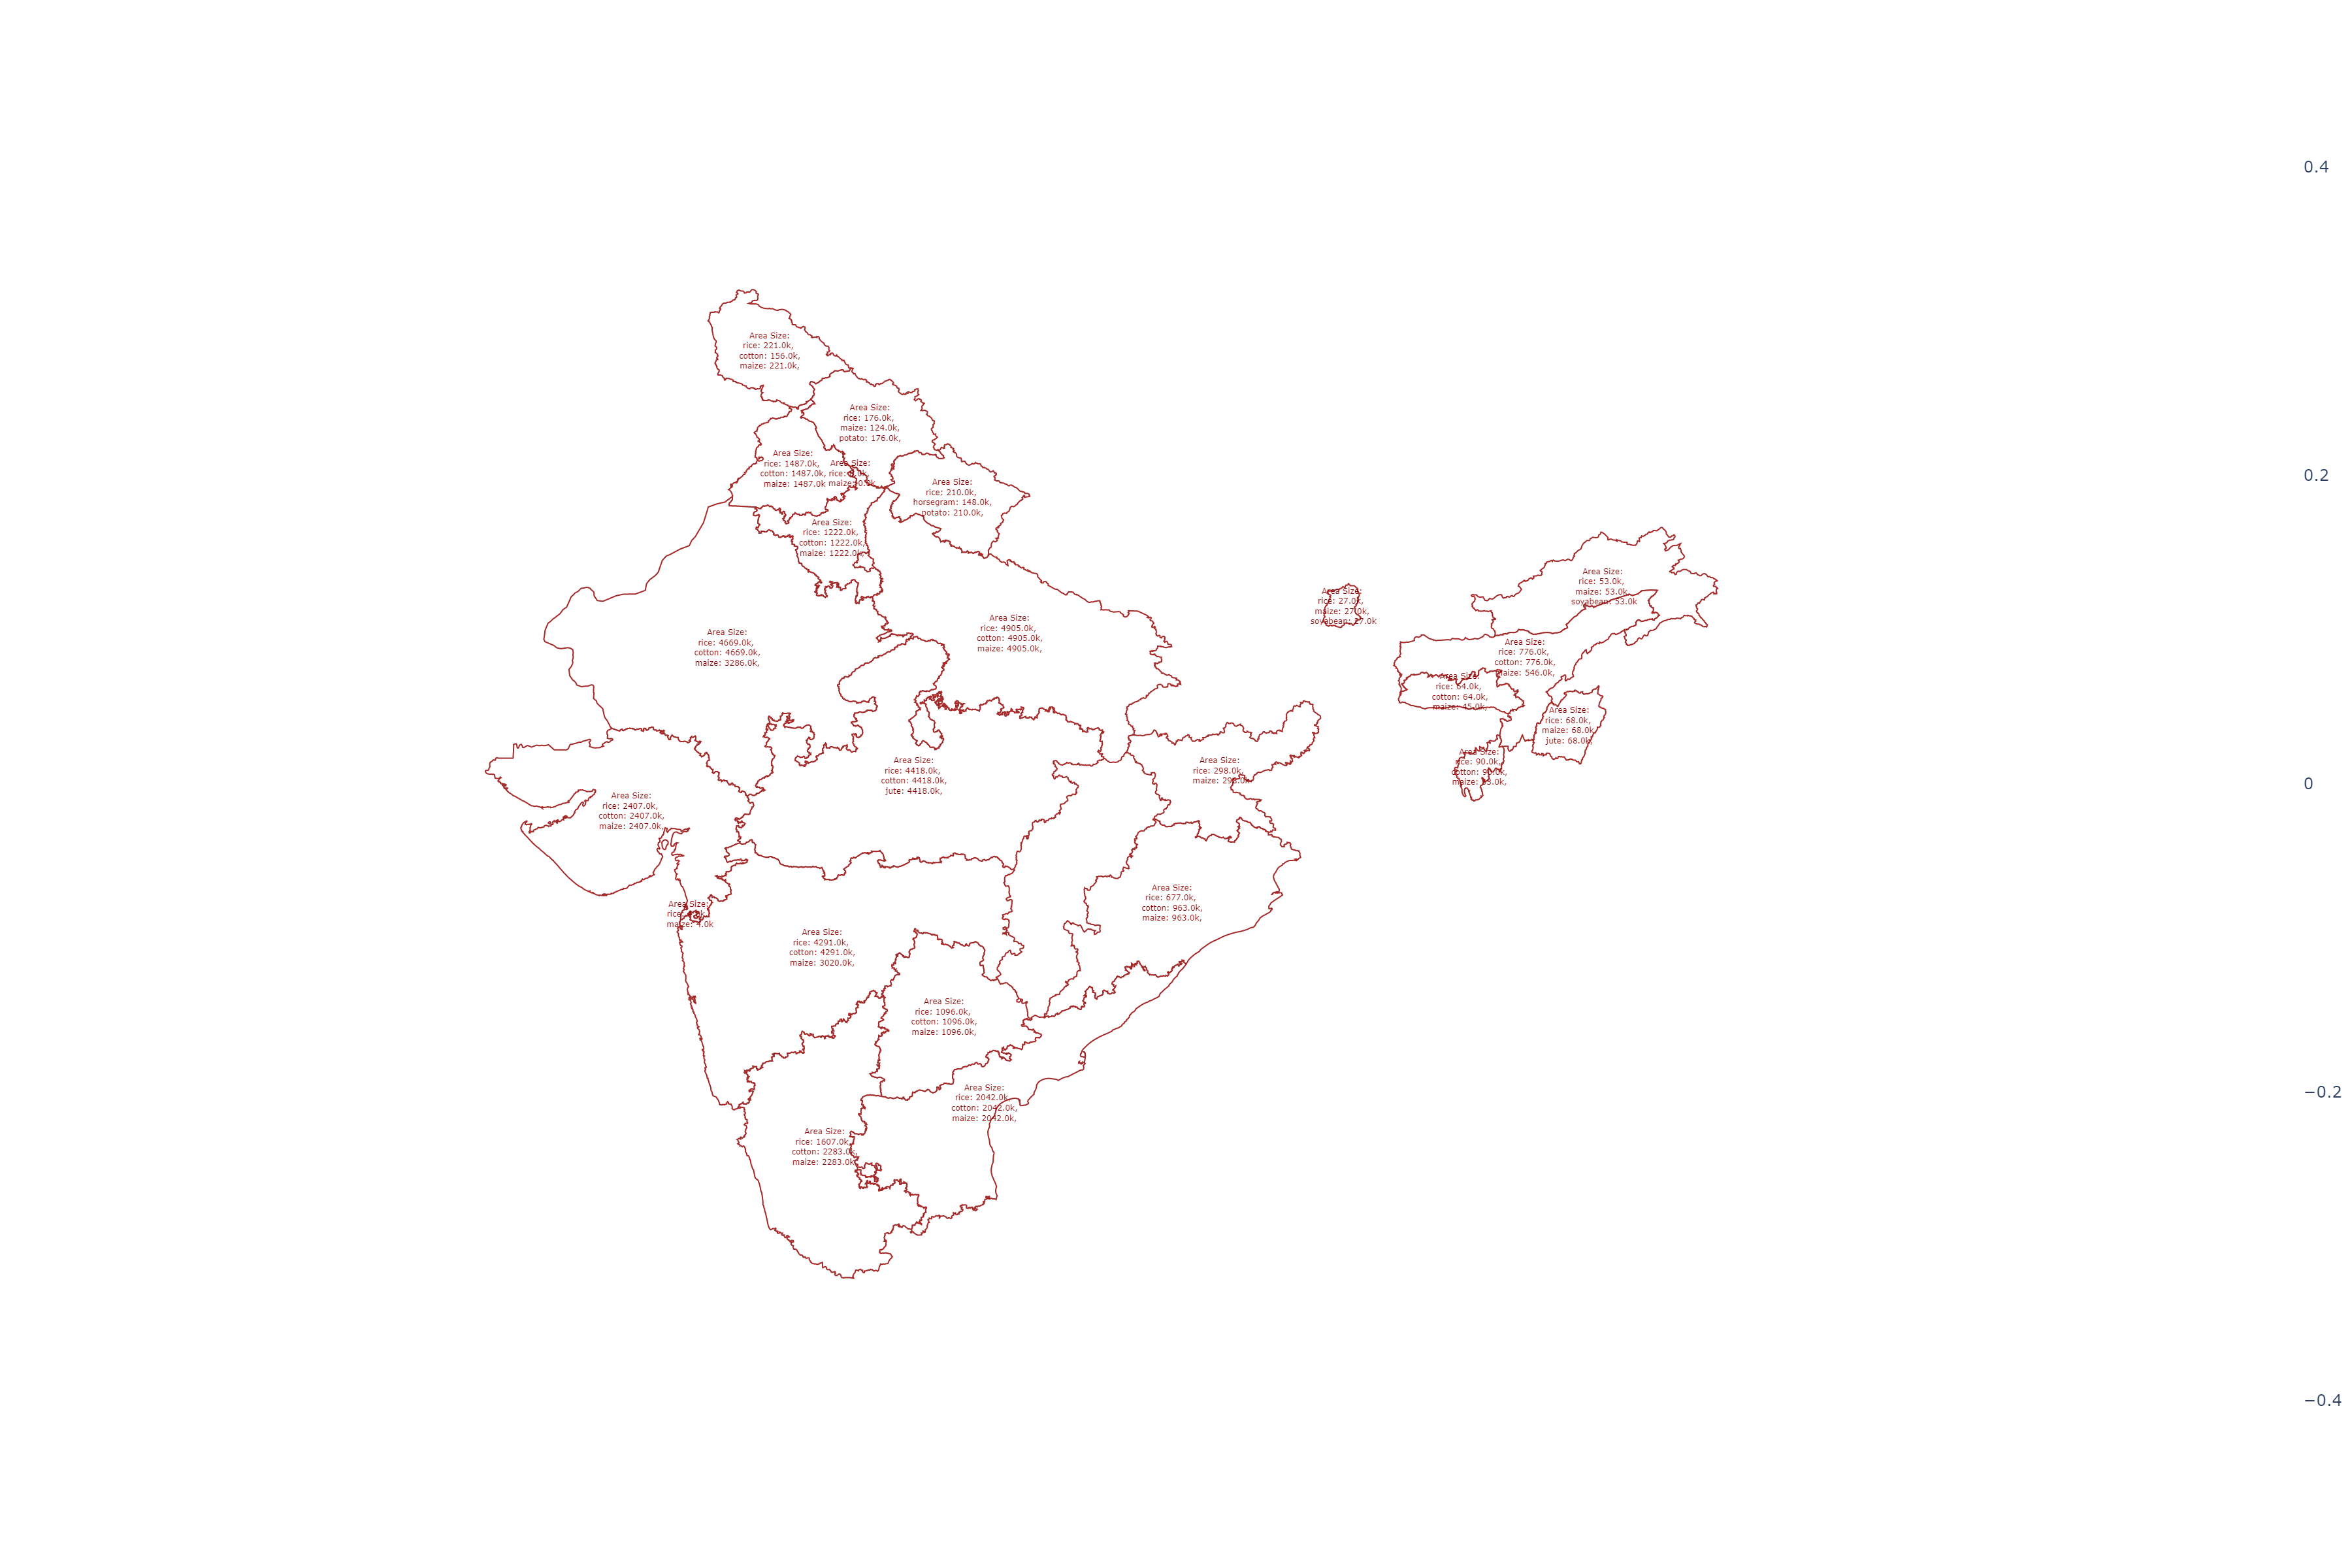 0.4
Area Size:
rice: 221.0k,
cotton: 156.0k,
maize: 221.0k,
Area Size:
rice: 176.0k,
maize: 124.0k,
potato: 176.0k,
Area Size:
rice: 1487.0k,
cotton: 1487.0k,
maize: 1487.0k
Area Size:
rice:
maize:
0.2
Area Size:
rice: 210.0k,
horsegram: 148.0k,
potato: 210.0k,
Area Size:
rice: 1222.0k,
cotton: 1222.0k,
maize: 1222.0k,
Area Size:
rice: 53.0k,
maize: 53.0k,
soyabean: 53.0k
Area Size:
rice: 27.0k,
maize: 27.0k,
soyabean: 27.0k
Area Size:
rice: 4905.0k,
cotton: 4905.0k,
maize: 4905.0k,
Area Size:
rice: 4669.0k,
cotton: 4669.0k,
maize: 3286.0k,
Area Size:
rice: 776.0k,
cotton: 776.0k,
maize: 546.0k,
Area Size:
rice: 64.0k,
cotton: 64.0k,
maize: 45.0k,
Area Size:
rice: 68.0k,
maize: 68.0k,
jute: 68.0k,
Area Size:
rice: 90.0k,
cotton: 90.0k,
maize:
Area Size:
rice: 4418.0k,
cotton: 4418.0k,
jute: 4418.0k,
Area Size:
rice: 298.0k,
maize: 298.0k
0
Area Size:
rice: 2407.0k,
cotton: 2407.0k,
maize: 2407.0k,
Area Size:
rice: 677.0k,
cotton: 963.0k,
maize: 963.0k,
Area Size:
rice:
maize: 4.0k
Area Size:
rice: 4291.0k,
cotton: 4291.0k,
maize: 3020.0k,
Area Size:
rice: 1096.0k,
cotton: 1096.0k,
maize: 1096.0k,
Area Size:
rice: 2042.0k,
cotton: 2042.0k,
maize: 2042.0k,
−0.2
Area Size:
rice: 1607.0k,
cotton: 2283.0k,
maize: 2283.0k,
−0.4